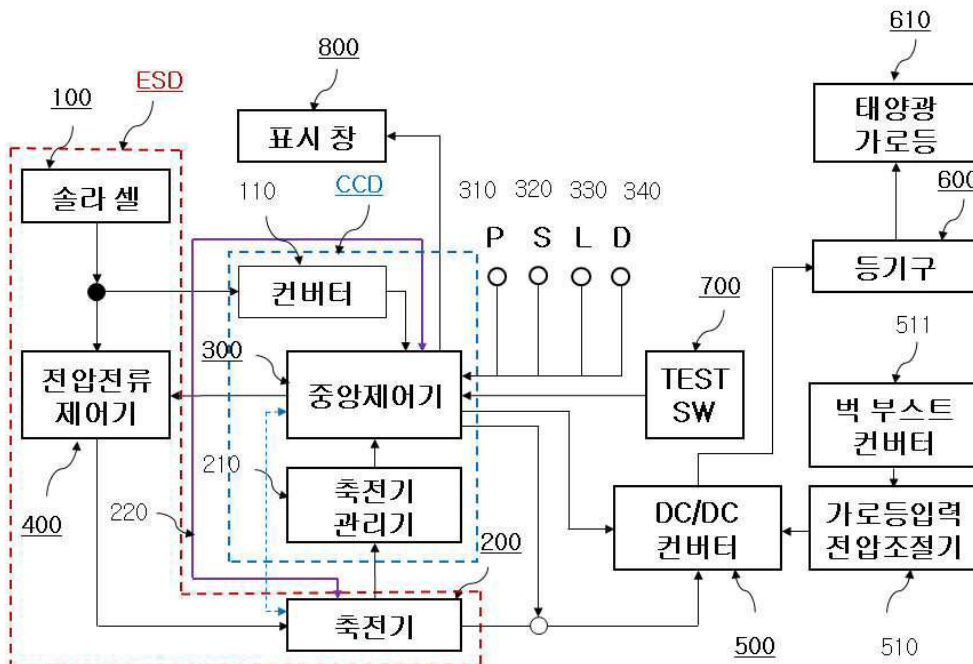 610
800
ESD
100
태양광
가로등
표시 창
CCD
110
310
320
330
340
600
솔라 셀
P
S
L
D
등기구
컨버터
700
511
300
전압전류
제어기
중앙제어기
TEST
SW
벅 부스트
컨버터
210
축전기
관리기
400
220
200
DC/DC
컨버터
가로등입력
전압조절기
축전기
500
510